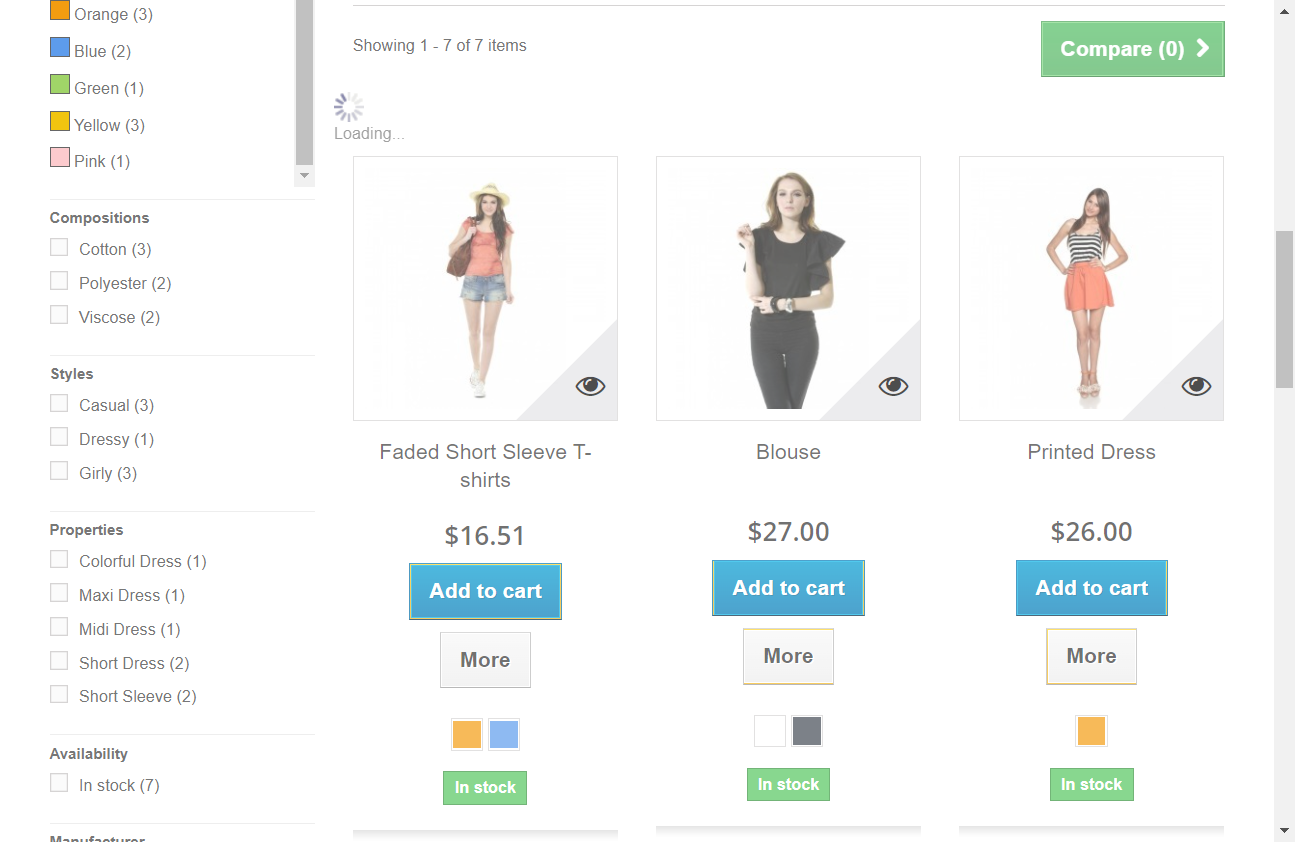 Orange (3)
Blue (2)
Green (1)
Yellow (3)
Pink (1)
Compositions
Cotton (3)
Polyester (2)
Viscose (2)
Styles
Casual (3)
Dressy (1)
Girly (3)
Properties
Colorful Dress (1)
Maxi Dress (1)
Midi Dress (1)
Short Dress (2)
Short Sleeve (2)
Availability
In stock (7)
Manufacturer
Showing 1 - 7 of 7 items
Compare (0)
Loading...
Faded Short Sleeve T-
shirts
$16.51
Add to cart
More
In stock
Blouse
$27.00
Add to cart
More
In stock
Printed Dress
$26.00
Add to cart
More
In stock